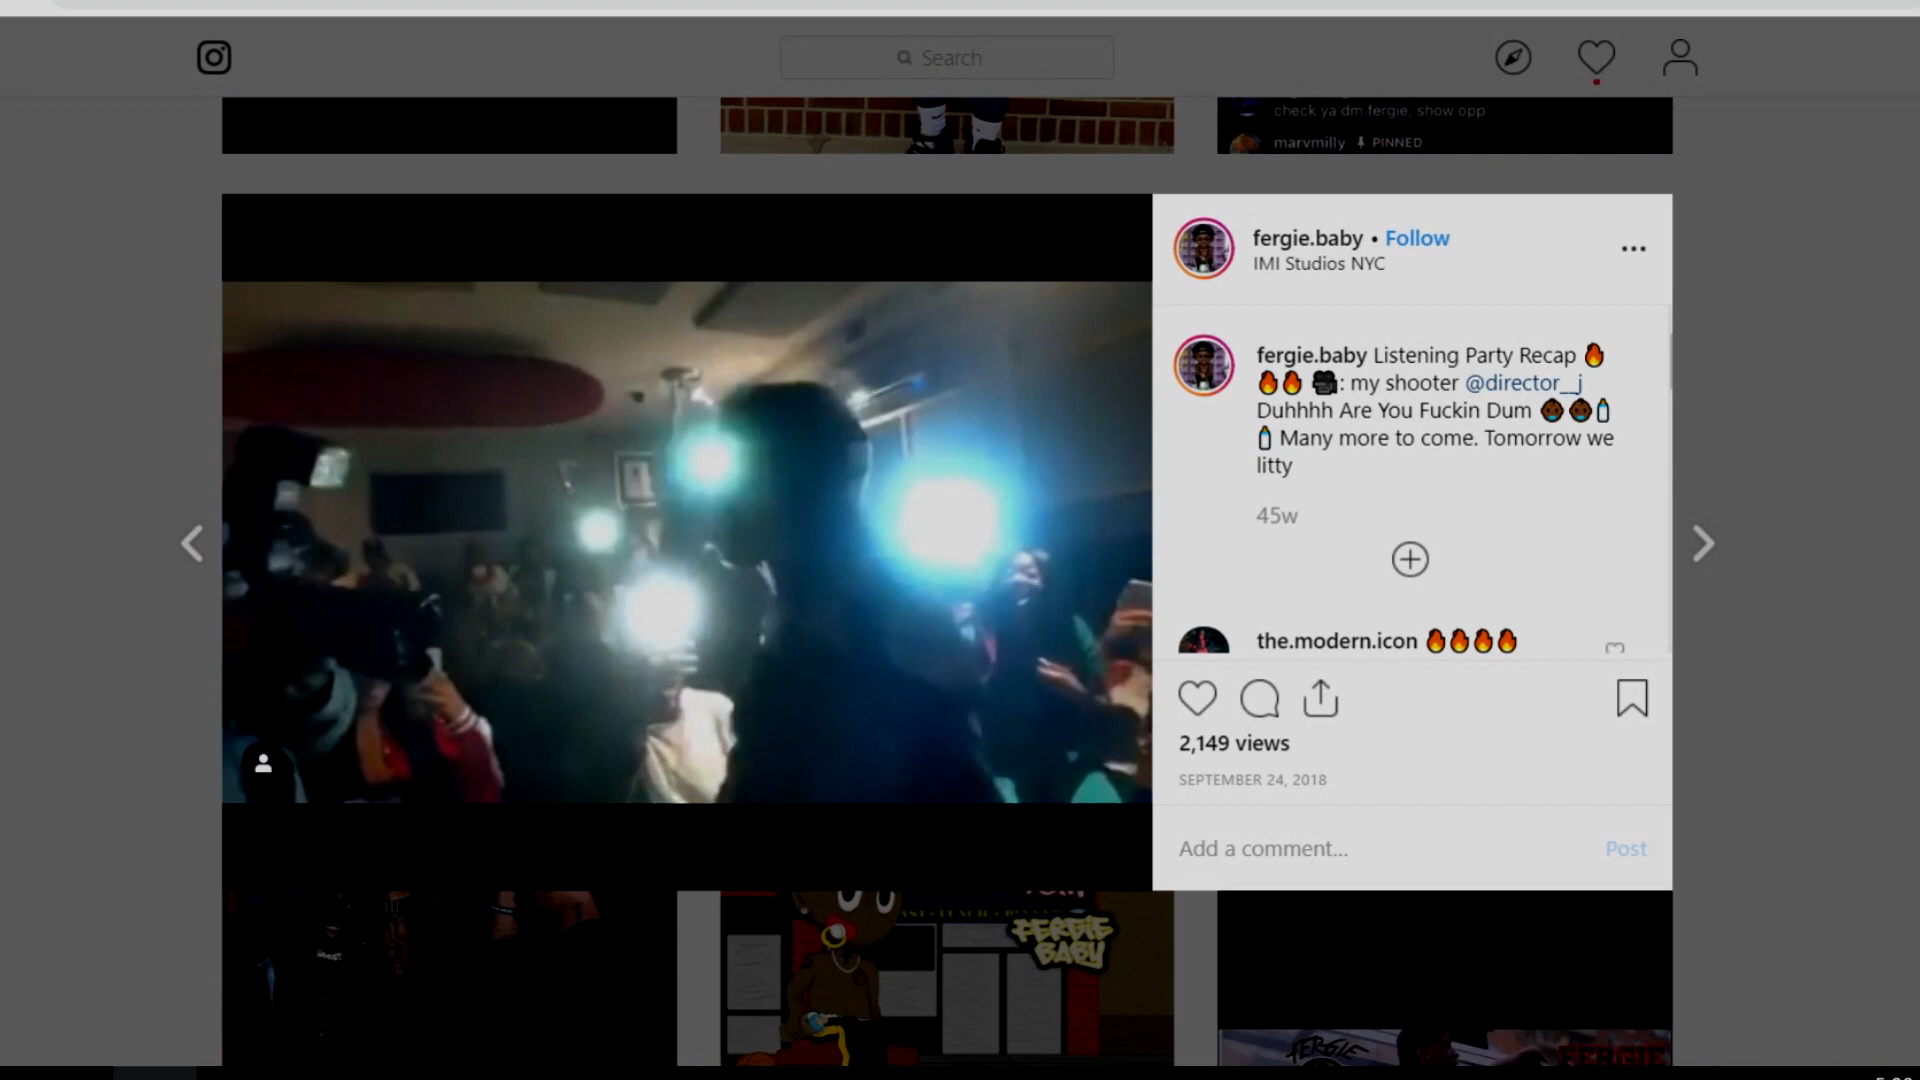 Search
check ya dm fergie, show opp
marvmilly PINNED
fergie.baby • Follow
IMI Studios NYC
fergie.baby Listening Party Recap 🔥
🔥🔥 🎥: my shooter @director__j
Duhhhh Are You Fuckin Dum 👶🏿👶🏿🍼
🍼 Many more to come. Tomorrow we
litty
45w
the.modern.icon 🔥🔥🔥🔥
2,149 views
SEPTEMBER 24, 2018
Add a comment... Post
FERGIE
BABY
FERGIE FERGIE